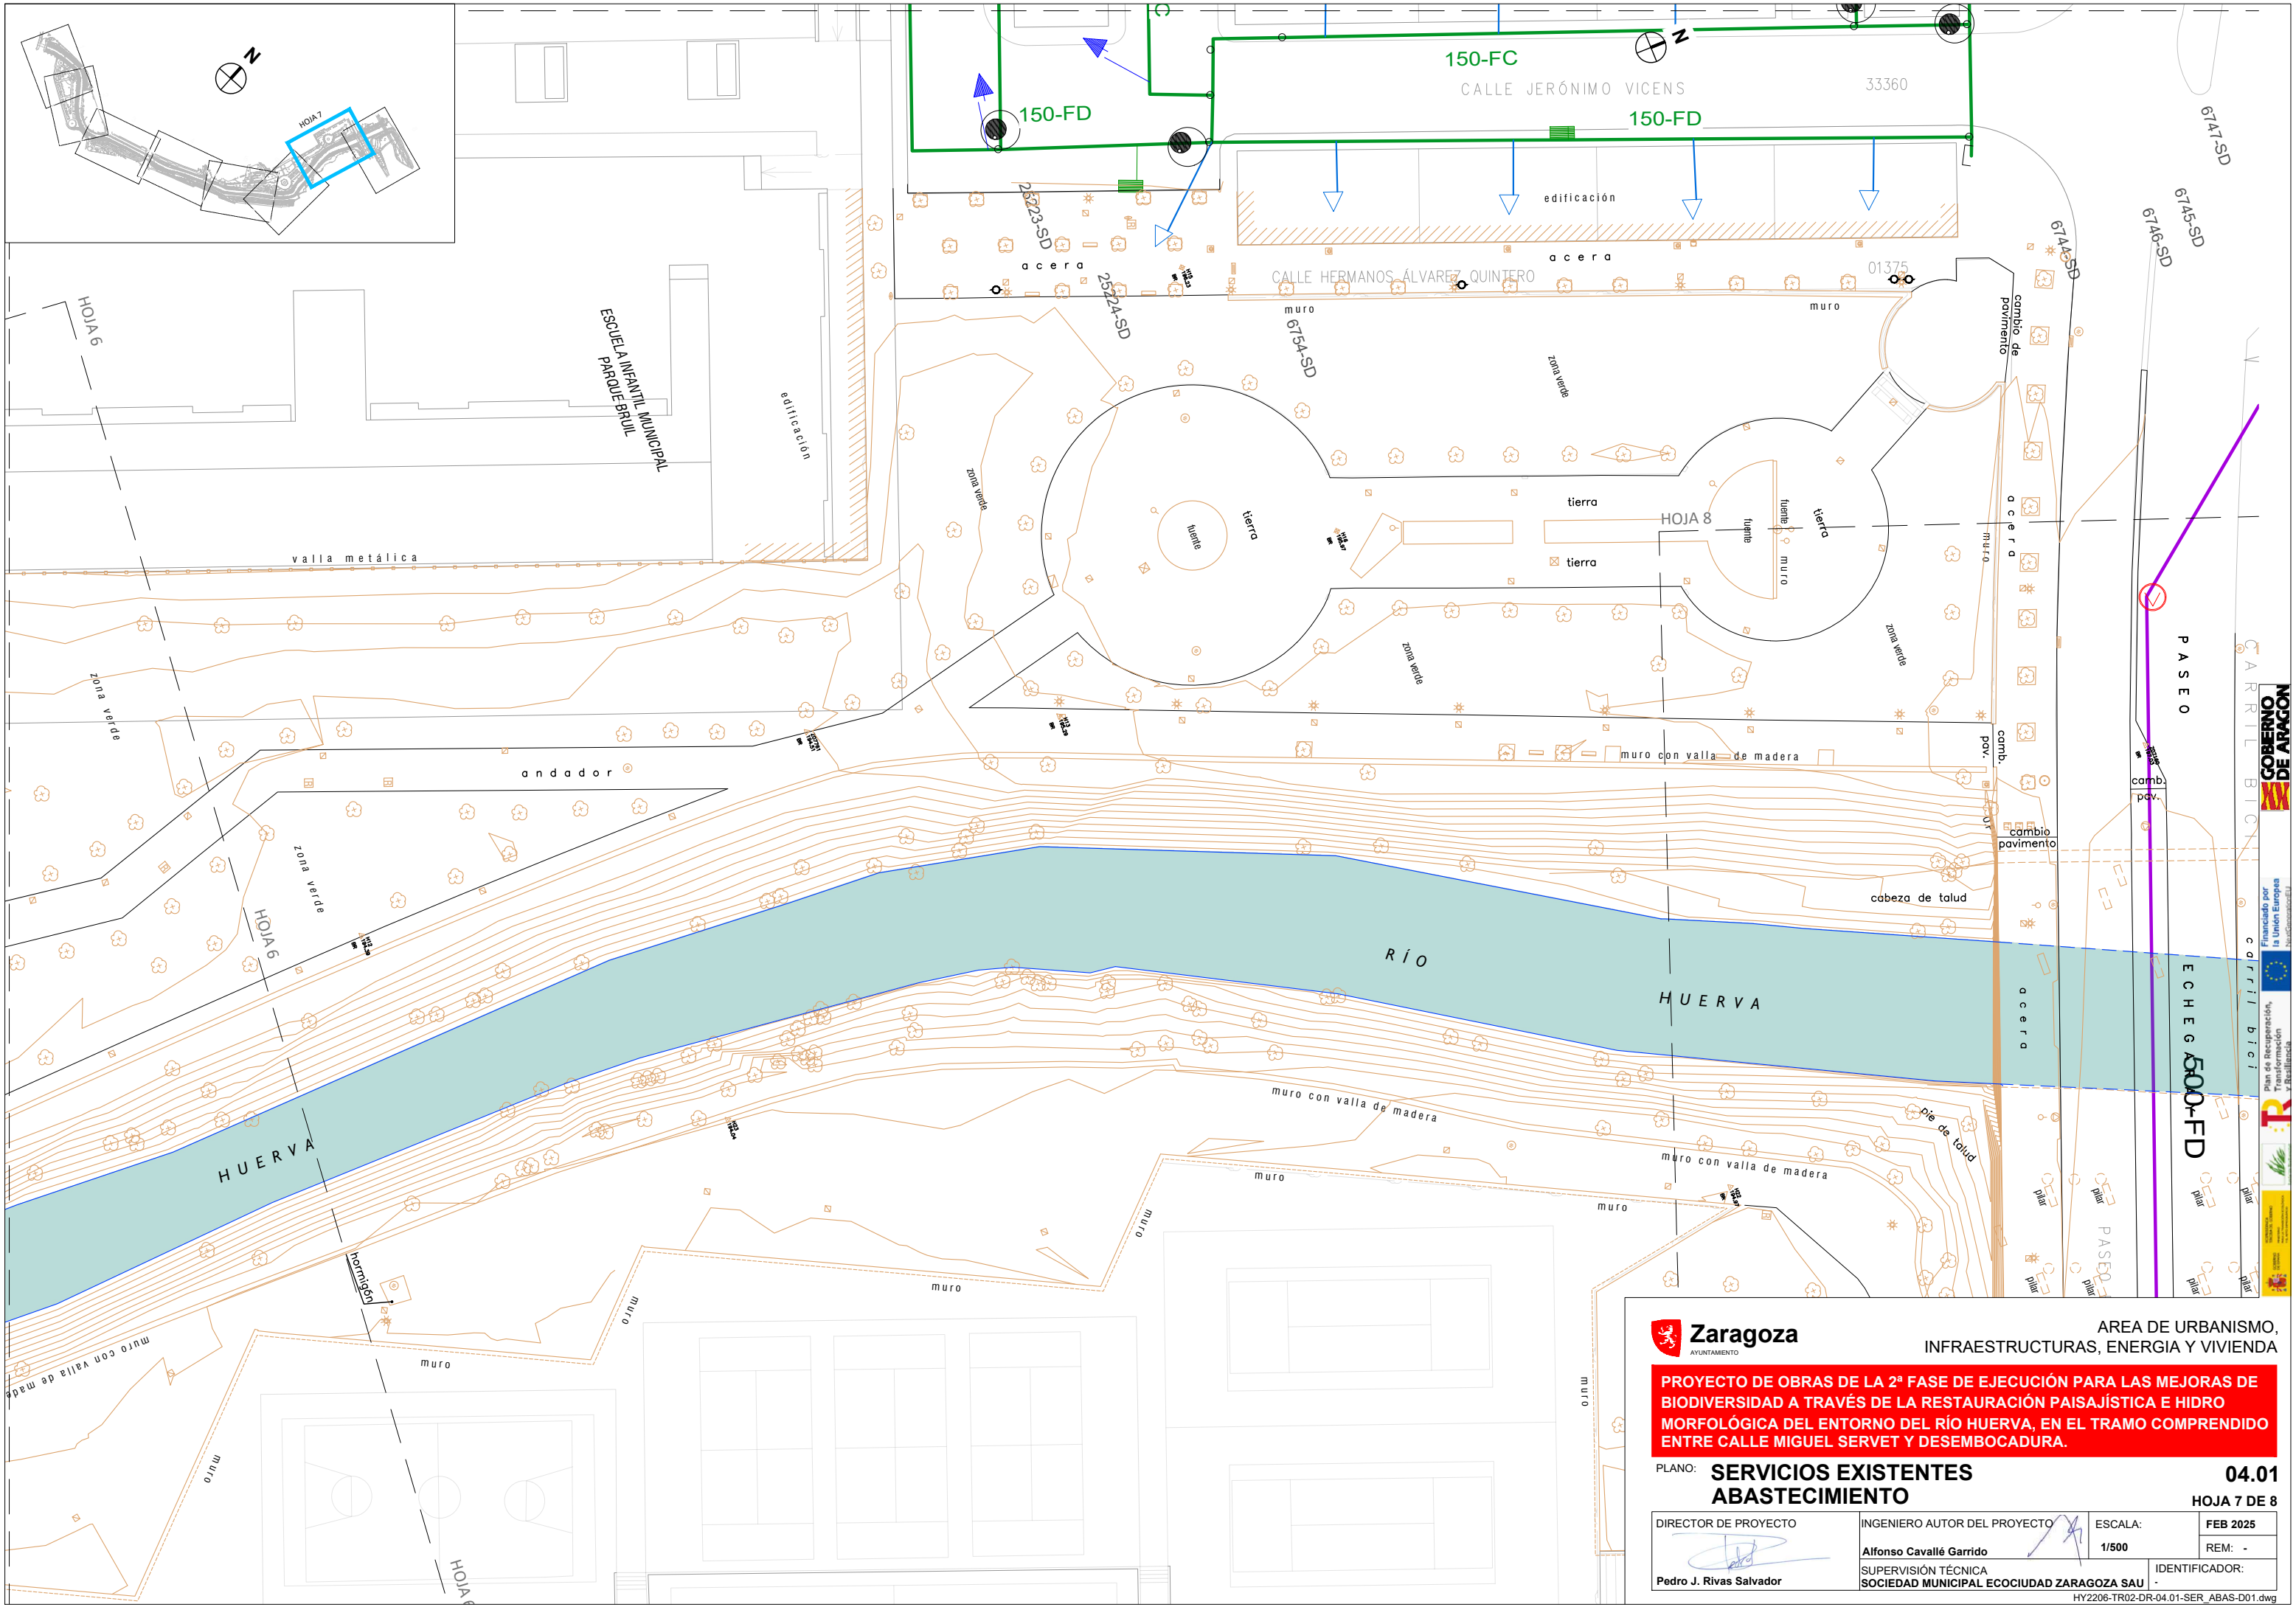 N
HOJA 7
150-FD
150-FC
N
CALLE JERÓNIMO VICENS
33360
150-FD
6747-SD
6745-SD
6746-SD
6744-SD
25223-SD
25224-SD
6754-SD
edificación
acera
acera
CALLE HERMANOS ÁLVAREZ QUINTERO
01375
muro
muro
cambio de
pavimento
HOJA 6
ESCUELA INFANTIL MUNICIPAL
PARQUE BRUIL
edificación
zona verde
zona verde
fuente
tierra
tierra
tierra
HOJA 8
fuente
fuente
muro
tierra
muro
acera
valla metálica
zona verde
zona verde
zona verde
PASEO
CARRIL BICI
andador
muro con valla de madera
camb.
pav.
camb.
pav.
cambio
pavimento
cabeza de talud
zona verde
HOJA 6
RÍO
HUERVA
HUERVA
acera
carril bici
500-FD
muro con valla de madera
muro con valla de madera
pie de talud
muro
muro
muro
muro
muro
muro
muro
muro
hormigón
pilar
pilar
pilar
pilar
pilar
pilar
pilar
PASEO
HOJA 6
GOBIERNO
DE ARAGON
Financiado por
la Unión Europea
NextGenerationEU
Plan de Recuperación,
Transformación
y Resiliencia
Zaragoza
AYUNTAMIENTO
AREA DE URBANISMO,
INFRAESTRUCTURAS, ENERGIA Y VIVIENDA
PROYECTO DE OBRAS DE LA 2ª FASE DE EJECUCIÓN PARA LAS MEJORAS DE
BIODIVERSIDAD A TRAVÉS DE LA RESTAURACIÓN PAISAJÍSTICA E HIDRO
MORFOLÓGICA DEL ENTORNO DEL RÍO HUERVA, EN EL TRAMO COMPRENDIDO
ENTRE CALLE MIGUEL SERVET Y DESEMBOCADURA.
PLANO: SERVICIOS EXISTENTES
ABASTECIMIENTO
04.01
HOJA 7 DE 8
DIRECTOR DE PROYECTO
Pedro J. Rivas Salvador
INGENIERO AUTOR DEL PROYECTO
Alfonso Cavallé Garrido
ESCALA:
1/500
FEB 2025
REM: -
SUPERVISIÓN TÉCNICA
SOCIEDAD MUNICIPAL ECOCIUDAD ZARAGOZA SAU
IDENTIFICADOR:
-
HY2206-TR02-DR-04.01-SER_ABAS-D01.dwg